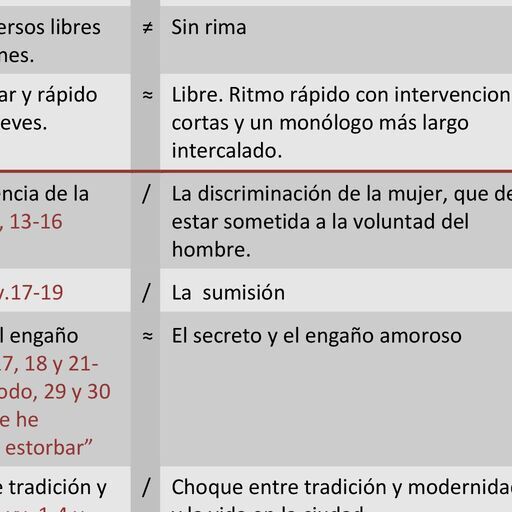 ersos libres ≠ Sin rima
nes.
ar y rápido ≈ Libre. Ritmo rápido con intervencion
eves. cortas y un monólogo más largo
intercalado.
encia de la / La discriminación de la mujer, que de
, 13-16 estar sometida a la voluntad del
hombre.
v.17-19 / La sumisión
l engaño ≈ El secreto y el engaño amoroso
17, 18 y 21-
odo, 29 y 30
e he
estorbar”
e tradición y / Choque entre tradición y modernidad